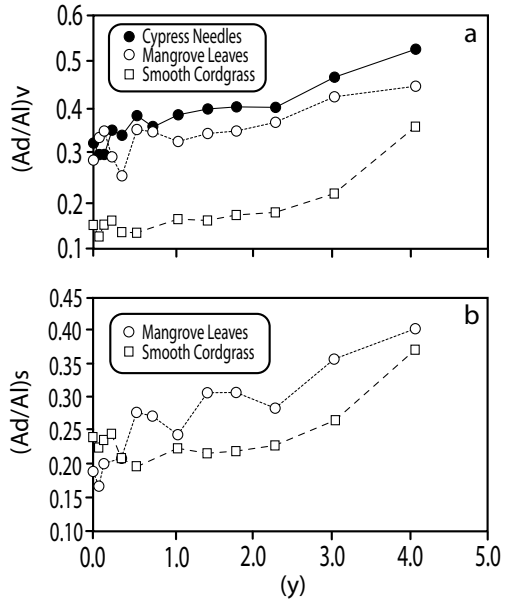 0.6
a
Cypress Needles
Mangrove Leaves
Smooth Cordgrass
0.5
0.4
0.3
0.2
0.1
(Ad/Al)v
0.45
b
Mangrove Leaves
Smooth Cordgrass
0.40
0.35
0.30
0.25
0.20
0.15
0.10
(Ad/Al)s
0.0 1.0 2.0 3.0 4.0 5.0
(y)